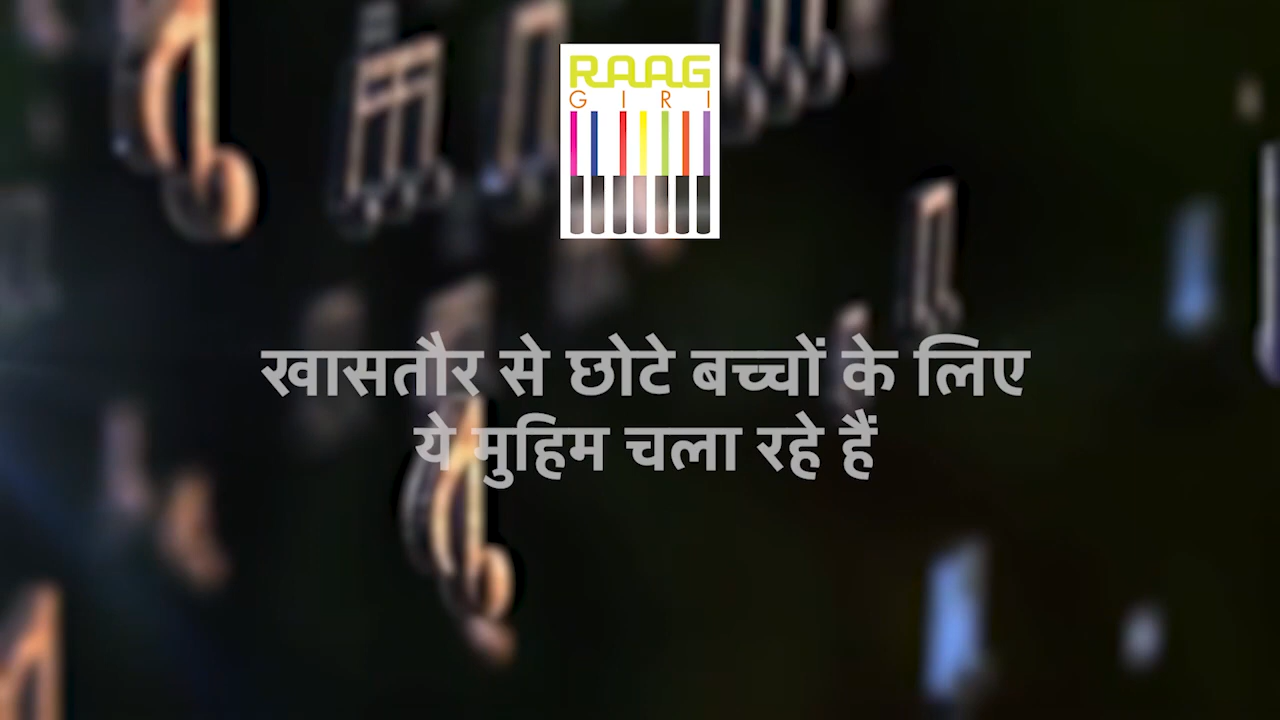 RAAG
GIRI
खासतौर से छोटे बच्चों के लिए
ये मुहिम चला रहे हैं